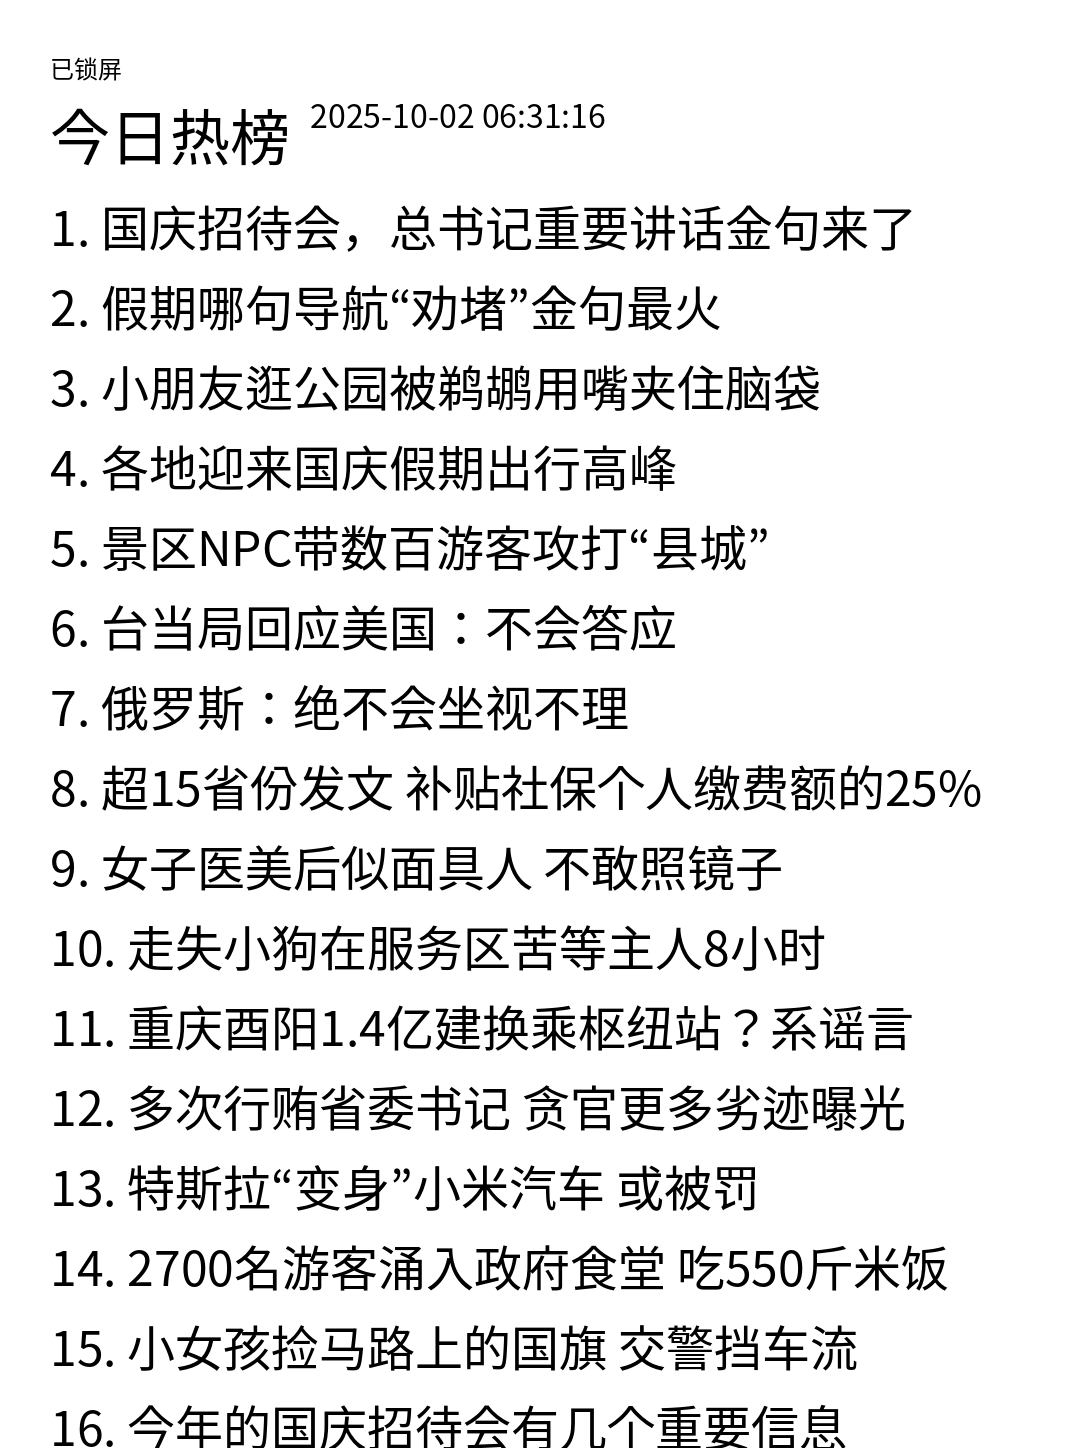 已锁屏
今日热榜 2025-10-02 06:31:16
1. 国庆招待会，总书记重要讲话金句来了
2. 假期哪句导航“劝堵”金句最火
3. 小朋友逛公园被鹈鹕用嘴夹住脑袋
4. 各地迎来国庆假期出行高峰
5. 景区NPC带数百游客攻打“县城”
6. 台当局回应美国：不会答应
7. 俄罗斯：绝不会坐视不理
8. 超15省份发文 补贴社保个人缴费额的25%
9. 女子医美后似面具人 不敢照镜子
10. 走失小狗在服务区苦等主人8小时
11. 重庆酉阳1.4亿建换乘枢纽站？系谣言
12. 多次行贿省委书记 贪官更多劣迹曝光
13. 特斯拉“变身”小米汽车 或被罚
14. 2700名游客涌入政府食堂 吃550斤米饭
15. 小女孩捡马路上的国旗 交警挡车流
16. 今年的国庆招待会有几个重要信息